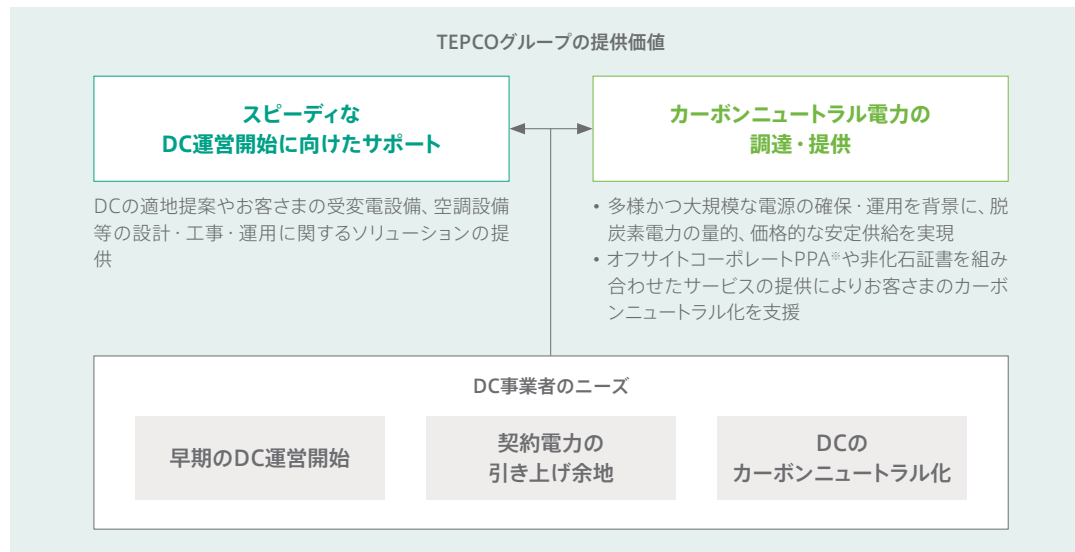 TEPCOグループの提供価値
スピーディな
DC運営開始に向けたサポート
カーボンニュートラル電力の
調達・提供
DCの適地提案やお客さまの受変電設備、空調設備
等の設計・工事・運用に関するソリューションの提
供
• 多様かつ大規模な電源の確保・運用を背景に、脱
炭素電力の量的、価格的な安定供給を実現
• オフサイトコーポレートPPA※や非化石証書を組み
合わせたサービスの提供によりお客さまのカーボ
ンニュートラル化を支援
DC事業者のニーズ
早期のDC運営開始
契約電力の
引き上げ余地
DCの
カーボンニュートラル化